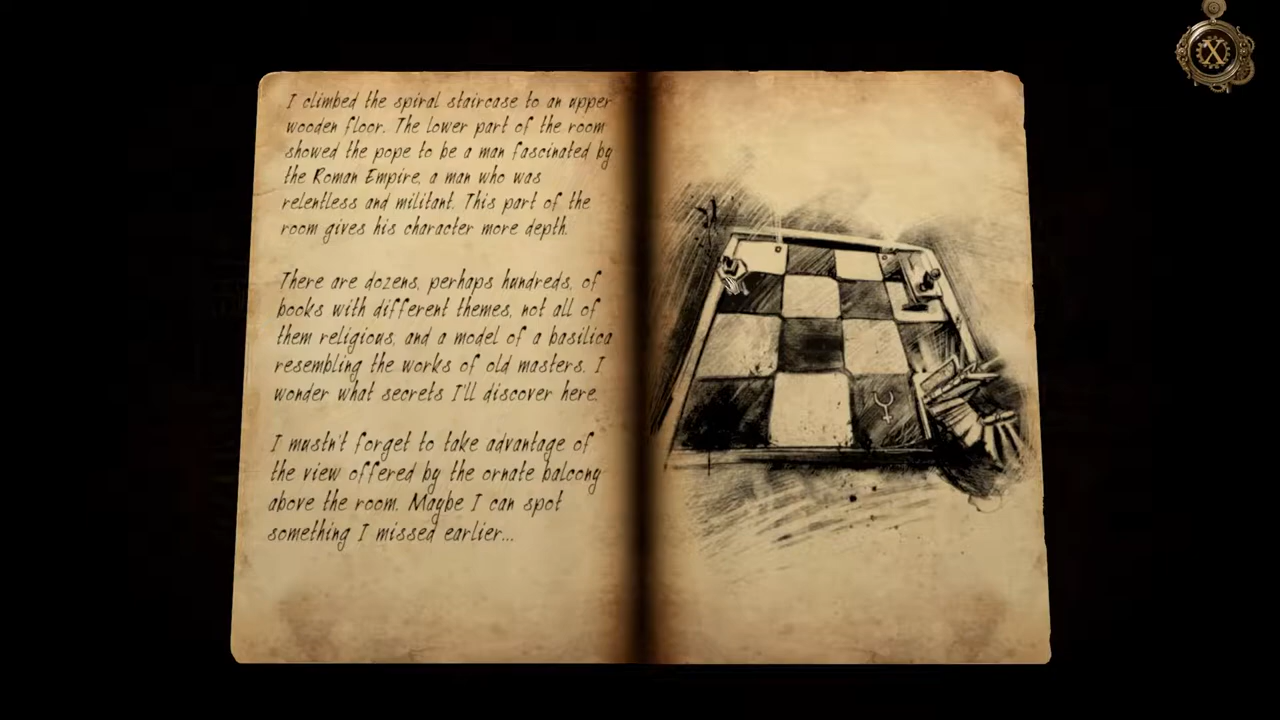 I climbed the spiral staircase to an upper
wooden floor. The lower part of the room
showed the pope to be a man fascinated by
the Roman Empire, a man who was
relentless and militant. This part of the
room gives his character more depth.
There are dozens, perhaps hundreds, of
books with different themes, not all of
them religious, and a model of a basilica
resembling the works of old masters. I
wonder what secrets I'll discover here.
I mustn't forget to take advantage of
the view offered by the ornate balcony
above the room. Maybe I can spot
something I missed earlier...
X